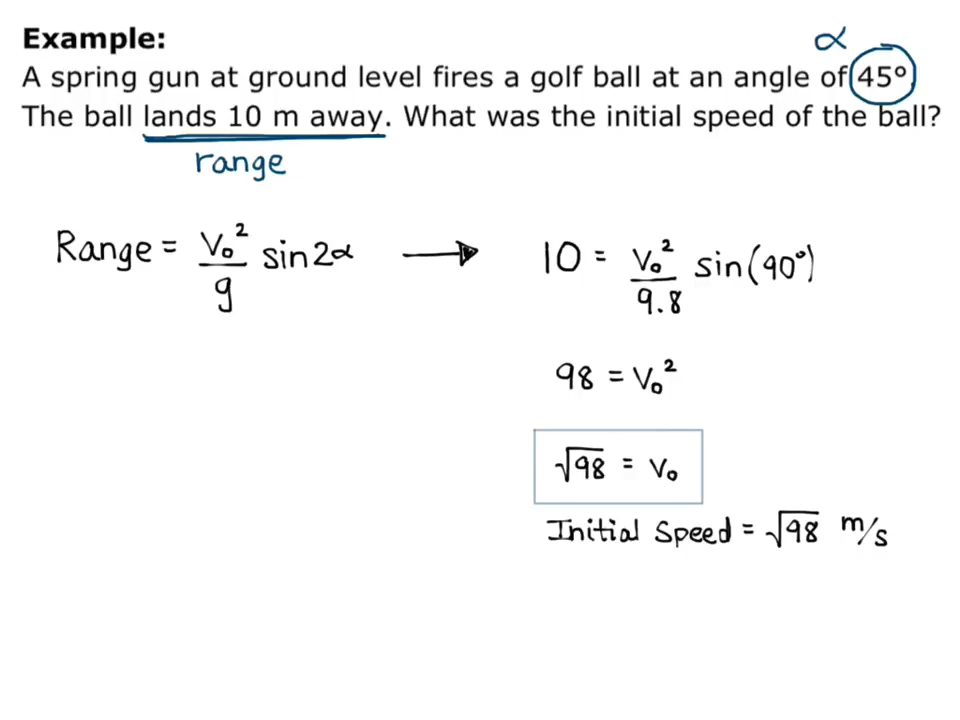 Example:
α
A spring gun at ground level fires a golf ball at an angle of 45°
The ball lands 10 m away. What was the initial speed of the ball?
range
Range = v₀²/g sin2α → 10 = v₀²/9.8 sin(90°)
98 = v₀²
√98 = v₀
Initial Speed = √98 m/s